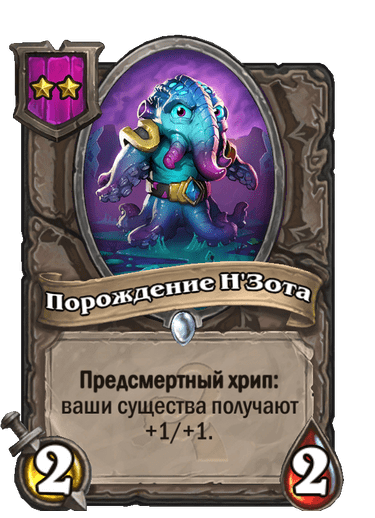 Порождение Н'Зота
Предсмертный хрип:
ваши существа получают
+1/+1.
2
2